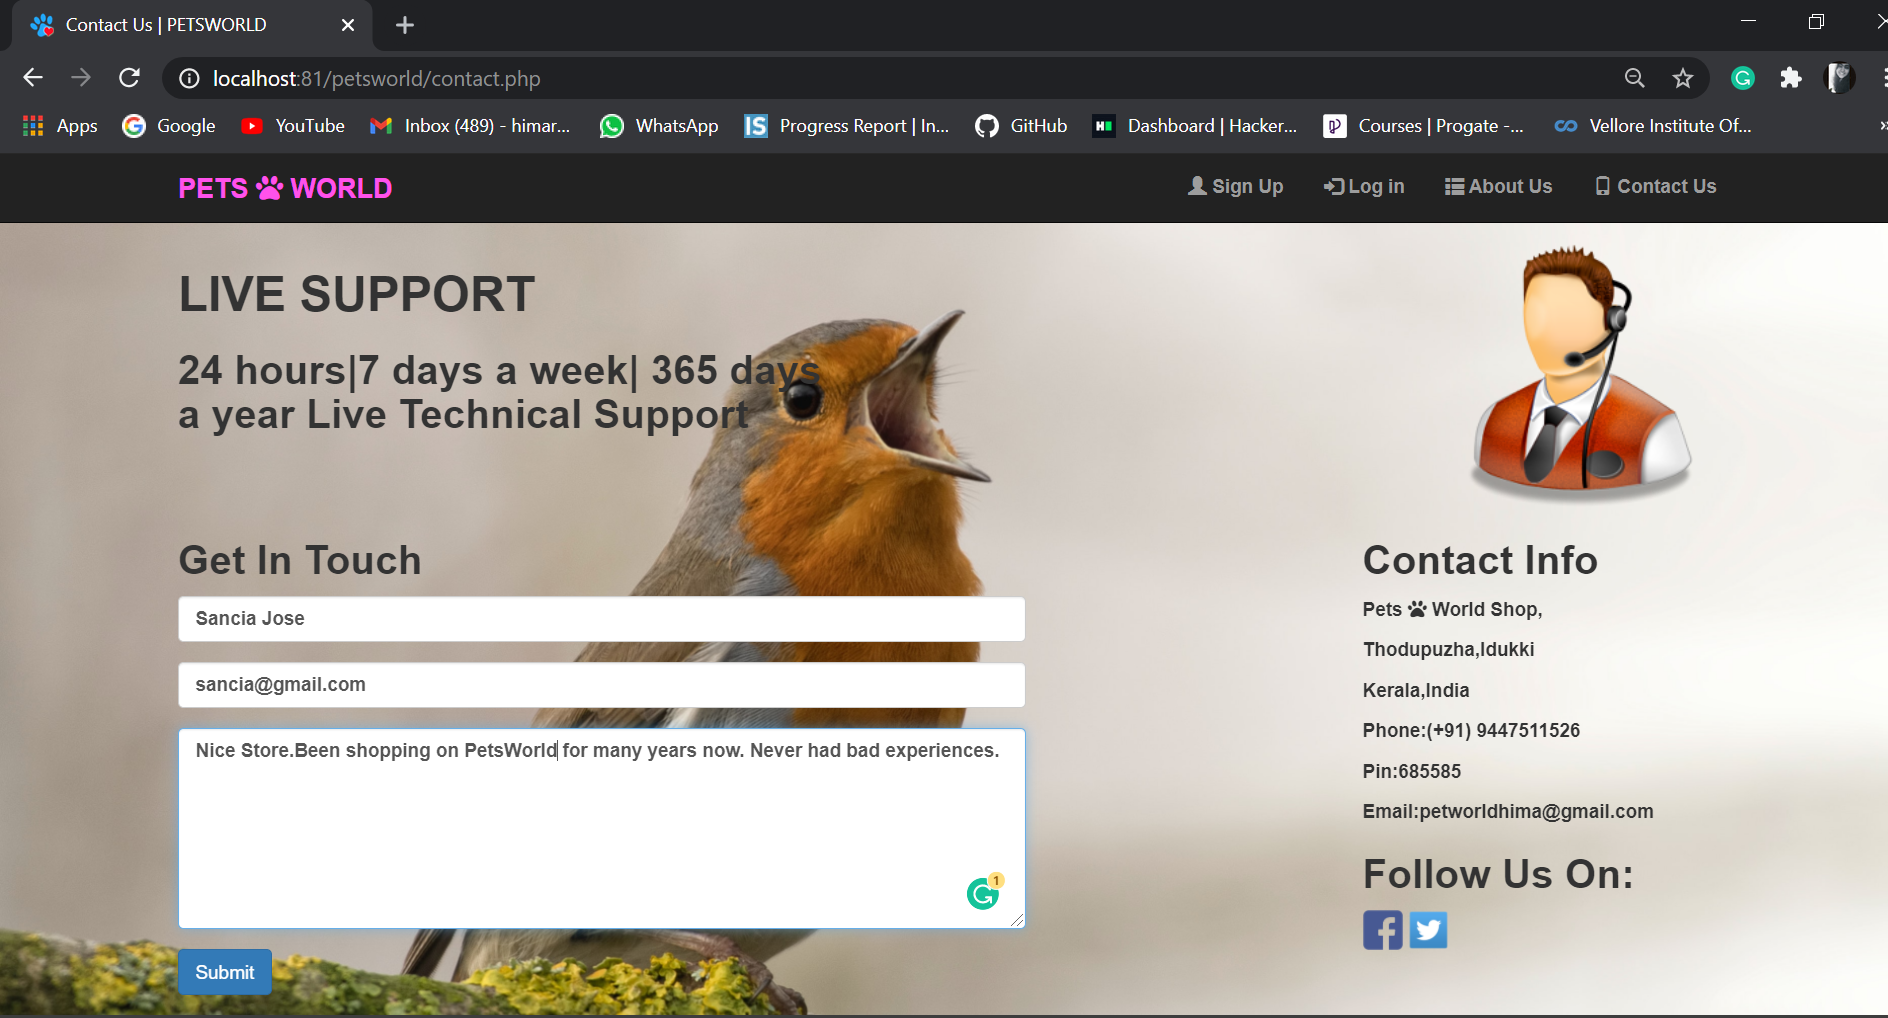 Contact Us | PETSWORLD
localhost:81/petsworld/contact.php
Apps Google YouTube Inbox (489) - himar... WhatsApp Progress Report | In... GitHub Dashboard | Hacker... Courses | Progate -... Vellore Institute Of... »
PETS WORLD Sign Up Log in About Us Contact Us
LIVE SUPPORT
24 hours|7 days a week| 365 days
a year Live Technical Support
Get In Touch
Sancia Jose
sancia@gmail.com
Nice Store.Been shopping on PetsWorld for many years now. Never had bad experiences.
1
Submit
Contact Info
Pets World Shop,
Thodupuzha,Idukki
Kerala,India
Phone:(+91) 9447511526
Pin:685585
Email:petworldhima@gmail.com
Follow Us On: